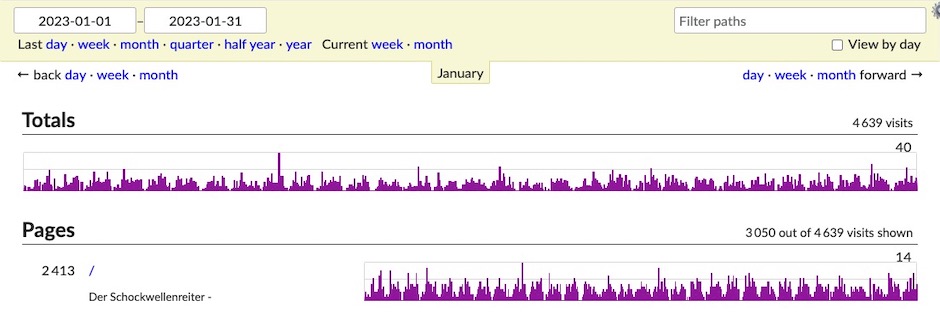 2023-01-01 – 2023-01-31 Filter paths
Last day · week · month · quarter · half year · year Current week · month View by day
← back day · week · month January day · week · month forward →
Totals 4 639 visits
40
Pages 3 050 out of 4 639 visits shown
14
2 413 /
Der Schockwellenreiter -